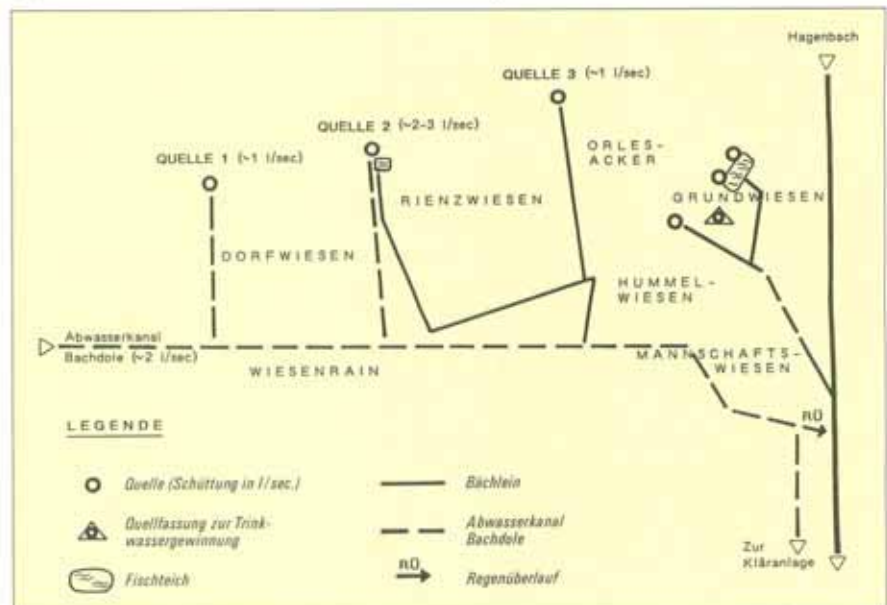 Hagenbach
QUELLE 3 (~1 l/sec)
QUELLE 2 (~2-3 l/sec)
QUELLE 1 (~1 l/sec)
ORLES-
ACKER
GRUNDWIESEN
RIENZWIESEN
DORFWIESEN
HUMMEL-
WIESEN
Abwasserkanal
Bachdole (~2 l/sec)
WIESENRAIN
MANNSCHAFTS-
WIESEN
RÜ
LEGENDE
Quelle (Schüttung in l/sec.)
Bächlein
Quellfassung zur Trink-
wassergewinnung
Abwasserkanal
Bachdole
Fischteich
RÜ
Regenüberlauf
Zur
Kläranlage